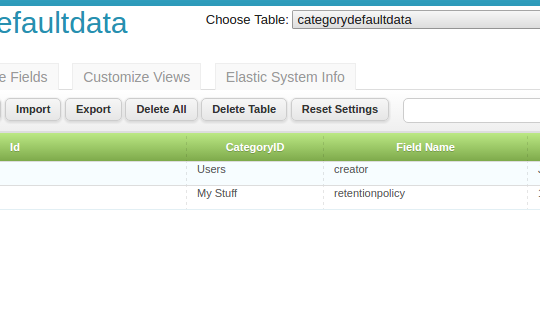 efaultdata
Choose Table: categorydefaultdata
e Fields Customize Views Elastic System Info
Import Export Delete All Delete Table Reset Settings
Id CategoryID Field Name
Users creator
My Stuff retentionpolicy